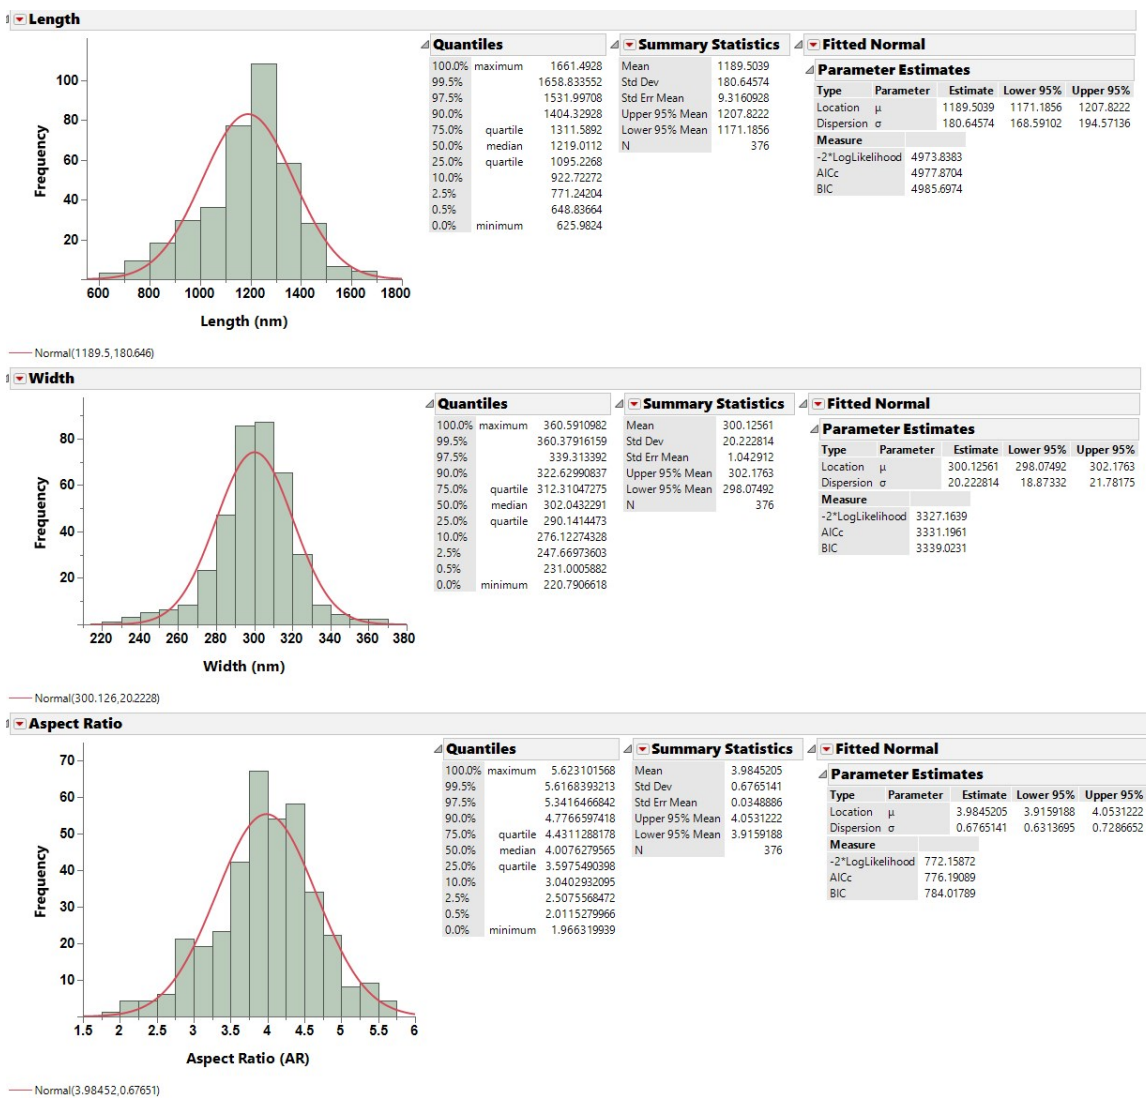 Length
Frequency
100
80
60
40
20
600 800 1000 1200 1400 1600 1800
Length (nm)
Normal(1189.5,180.646)
Quantiles
100.0% maximum 1661.4928
99.5% 1658.833552
97.5% 1531.99708
90.0% 1404.32928
75.0% quartile 1311.5892
50.0% median 1219.0112
25.0% quartile 1095.2268
10.0% 922.72272
2.5% 771.24204
0.5% 648.83664
0.0% minimum 625.9824
Summary Statistics
Mean 1189.5039
Std Dev 180.64574
Std Err Mean 9.3160928
Upper 95% Mean 1207.8222
Lower 95% Mean 1171.1856
N 376
Fitted Normal
Parameter Estimates
Type Parameter Estimate Lower 95% Upper 95%
Location μ 1189.5039 1171.1856 1207.8222
Dispersion σ 180.64574 168.59102 194.57136
Measure
-2*LogLikelihood 4973.8383
AICc 4977.8704
BIC 4985.6974
Width
Frequency
80
60
40
20
220 240 260 280 300 320 340 360 380
Width (nm)
Normal(300.126,20.2228)
Quantiles
100.0% maximum 360.5910982
99.5% 360.37916159
97.5% 339.313392
90.0% 322.62990837
75.0% quartile 312.31047275
50.0% median 302.0432291
25.0% quartile 290.1414473
10.0% 276.12274328
2.5% 247.66973603
0.5% 231.0005882
0.0% minimum 220.7906618
Summary Statistics
Mean 300.12561
Std Dev 20.222814
Std Err Mean 1.042912
Upper 95% Mean 302.1763
Lower 95% Mean 298.07492
N 376
Fitted Normal
Parameter Estimates
Type Parameter Estimate Lower 95% Upper 95%
Location μ 300.12561 298.07492 302.1763
Dispersion σ 20.222814 18.87332 21.78175
Measure
-2*LogLikelihood 3327.1639
AICc 3331.1961
BIC 3339.0231
Aspect Ratio
Frequency
70
60
50
40
30
20
10
1.5 2 2.5 3 3.5 4 4.5 5 5.5 6
Aspect Ratio (AR)
Normal(3.98452,0.67651)
Quantiles
100.0% maximum 5.623101568
99.5% 5.6168393213
97.5% 5.3416466842
90.0% 4.7766597418
75.0% quartile 4.4311288178
50.0% median 4.0076279565
25.0% quartile 3.5975490398
10.0% 3.0402932095
2.5% 2.5075568472
0.5% 2.0115279966
0.0% minimum 1.966319939
Summary Statistics
Mean 3.9845205
Std Dev 0.6765141
Std Err Mean 0.0348886
Upper 95% Mean 4.0531222
Lower 95% Mean 3.9159188
N 376
Fitted Normal
Parameter Estimates
Type Parameter Estimate Lower 95% Upper 95%
Location μ 3.9845205 3.9159188 4.0531222
Dispersion σ 0.6765141 0.6313695 0.7286652
Measure
-2*LogLikelihood 772.15872
AICc 776.19089
BIC 784.01789